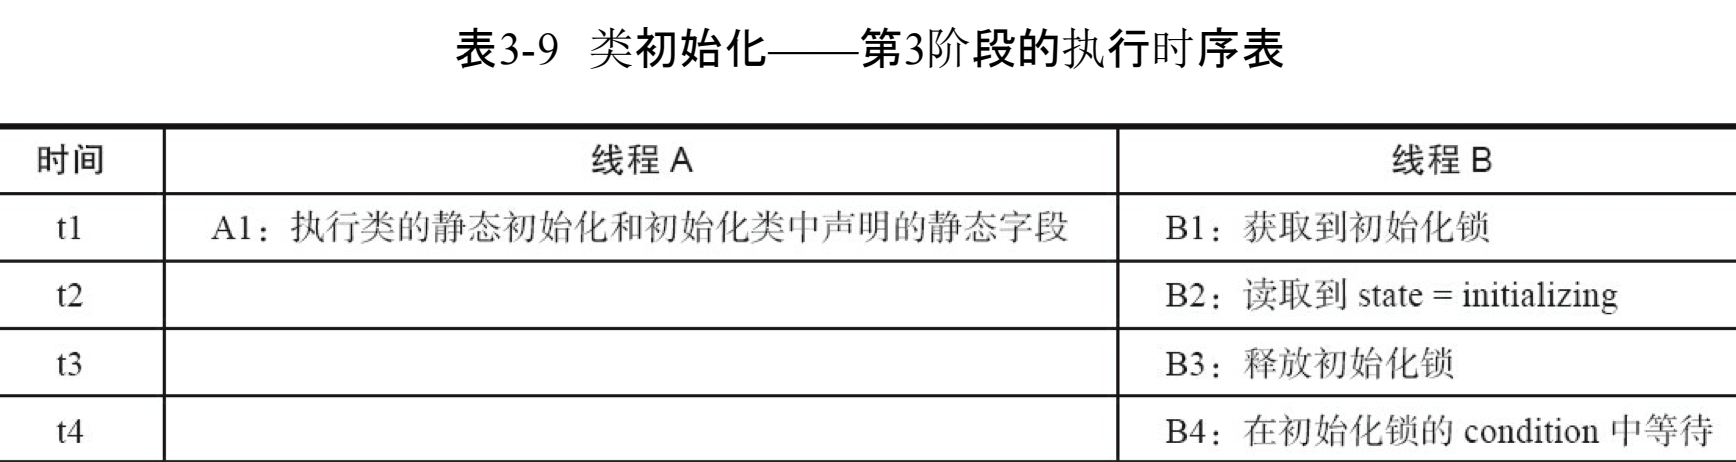 表3-9 类初始化——第3阶段的执行时序表
时间 线程 A 线程 B
t1 A1：执行类的静态初始化和初始化类中声明的静态字段 B1：获取到初始化锁
t2 B2：读取到 state = initializing
t3 B3：释放初始化锁
t4 B4：在初始化锁的 condition 中等待